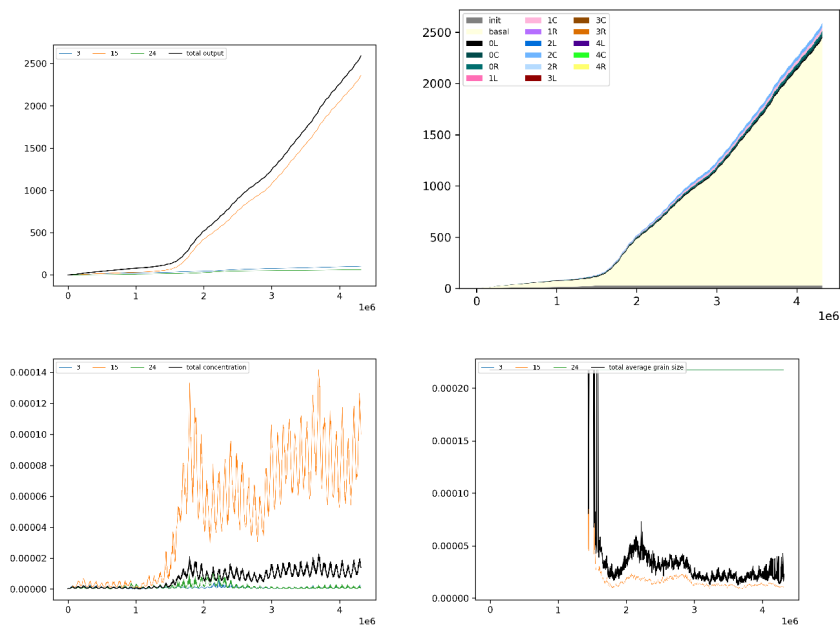 3 15 24 total output
2500
2000
1500
1000
500
0
0 1 2 3 4
1e6
init 1C 3C
basal 1R 3R
0L 2L 4L
0C 2C 4C
0R 2R 4R
1L 3L
2500
2000
1500
1000
500
0
0 1 2 3 4
1e6
3 15 24 total concentration
0.00014
0.00012
0.00010
0.00008
0.00006
0.00004
0.00002
0.00000
0 1 2 3 4
1e6
3 15 24 total average grain size
0.00020
0.00015
0.00010
0.00005
0.00000
0 1 2 3 4
1e6